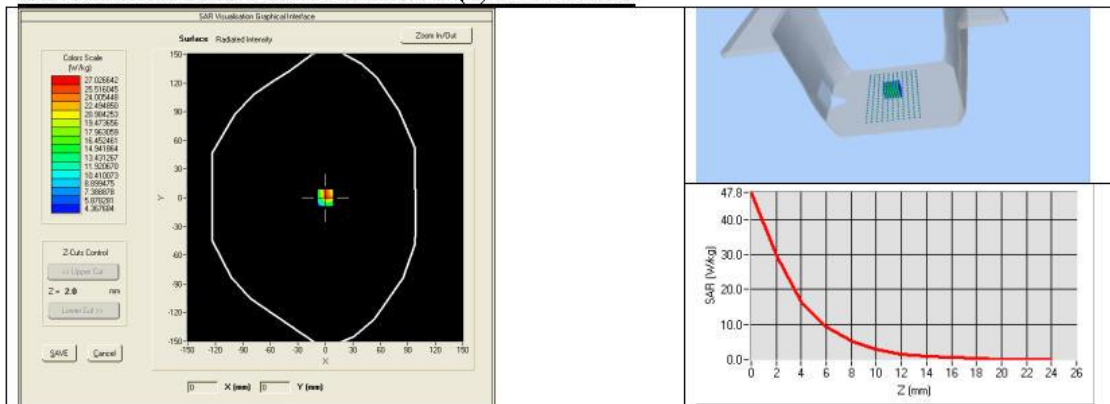 SAR Visualisation Graphical Interface
Surface Radiated Intensity
Zoom In/Out
Colors Scale
(W/kg)
27.026642
25.516045
24.005448
22.494850
20.984253
19.473656
17.963059
16.452461
14.941864
13.431267
11.920670
10.410073
8.899475
7.388878
5.878281
4.367684
Z-Cuts Control
<< Upper Cut
Z = 2.0 mm
Lower Cut >>
SAVE Cancel
150
120
90
60
30
0
-30
-60
-90
-120
-150
Y
-150 -120 -90 -60 -30 0 30 60 90 120 150
X
0 X (mm) 0 Y (mm)
47.8
40.0
30.0
20.0
10.0
0.0
SAR (W/kg)
0 2 4 6 8 10 12 14 16 18 20 22 24 26
Z (mm)